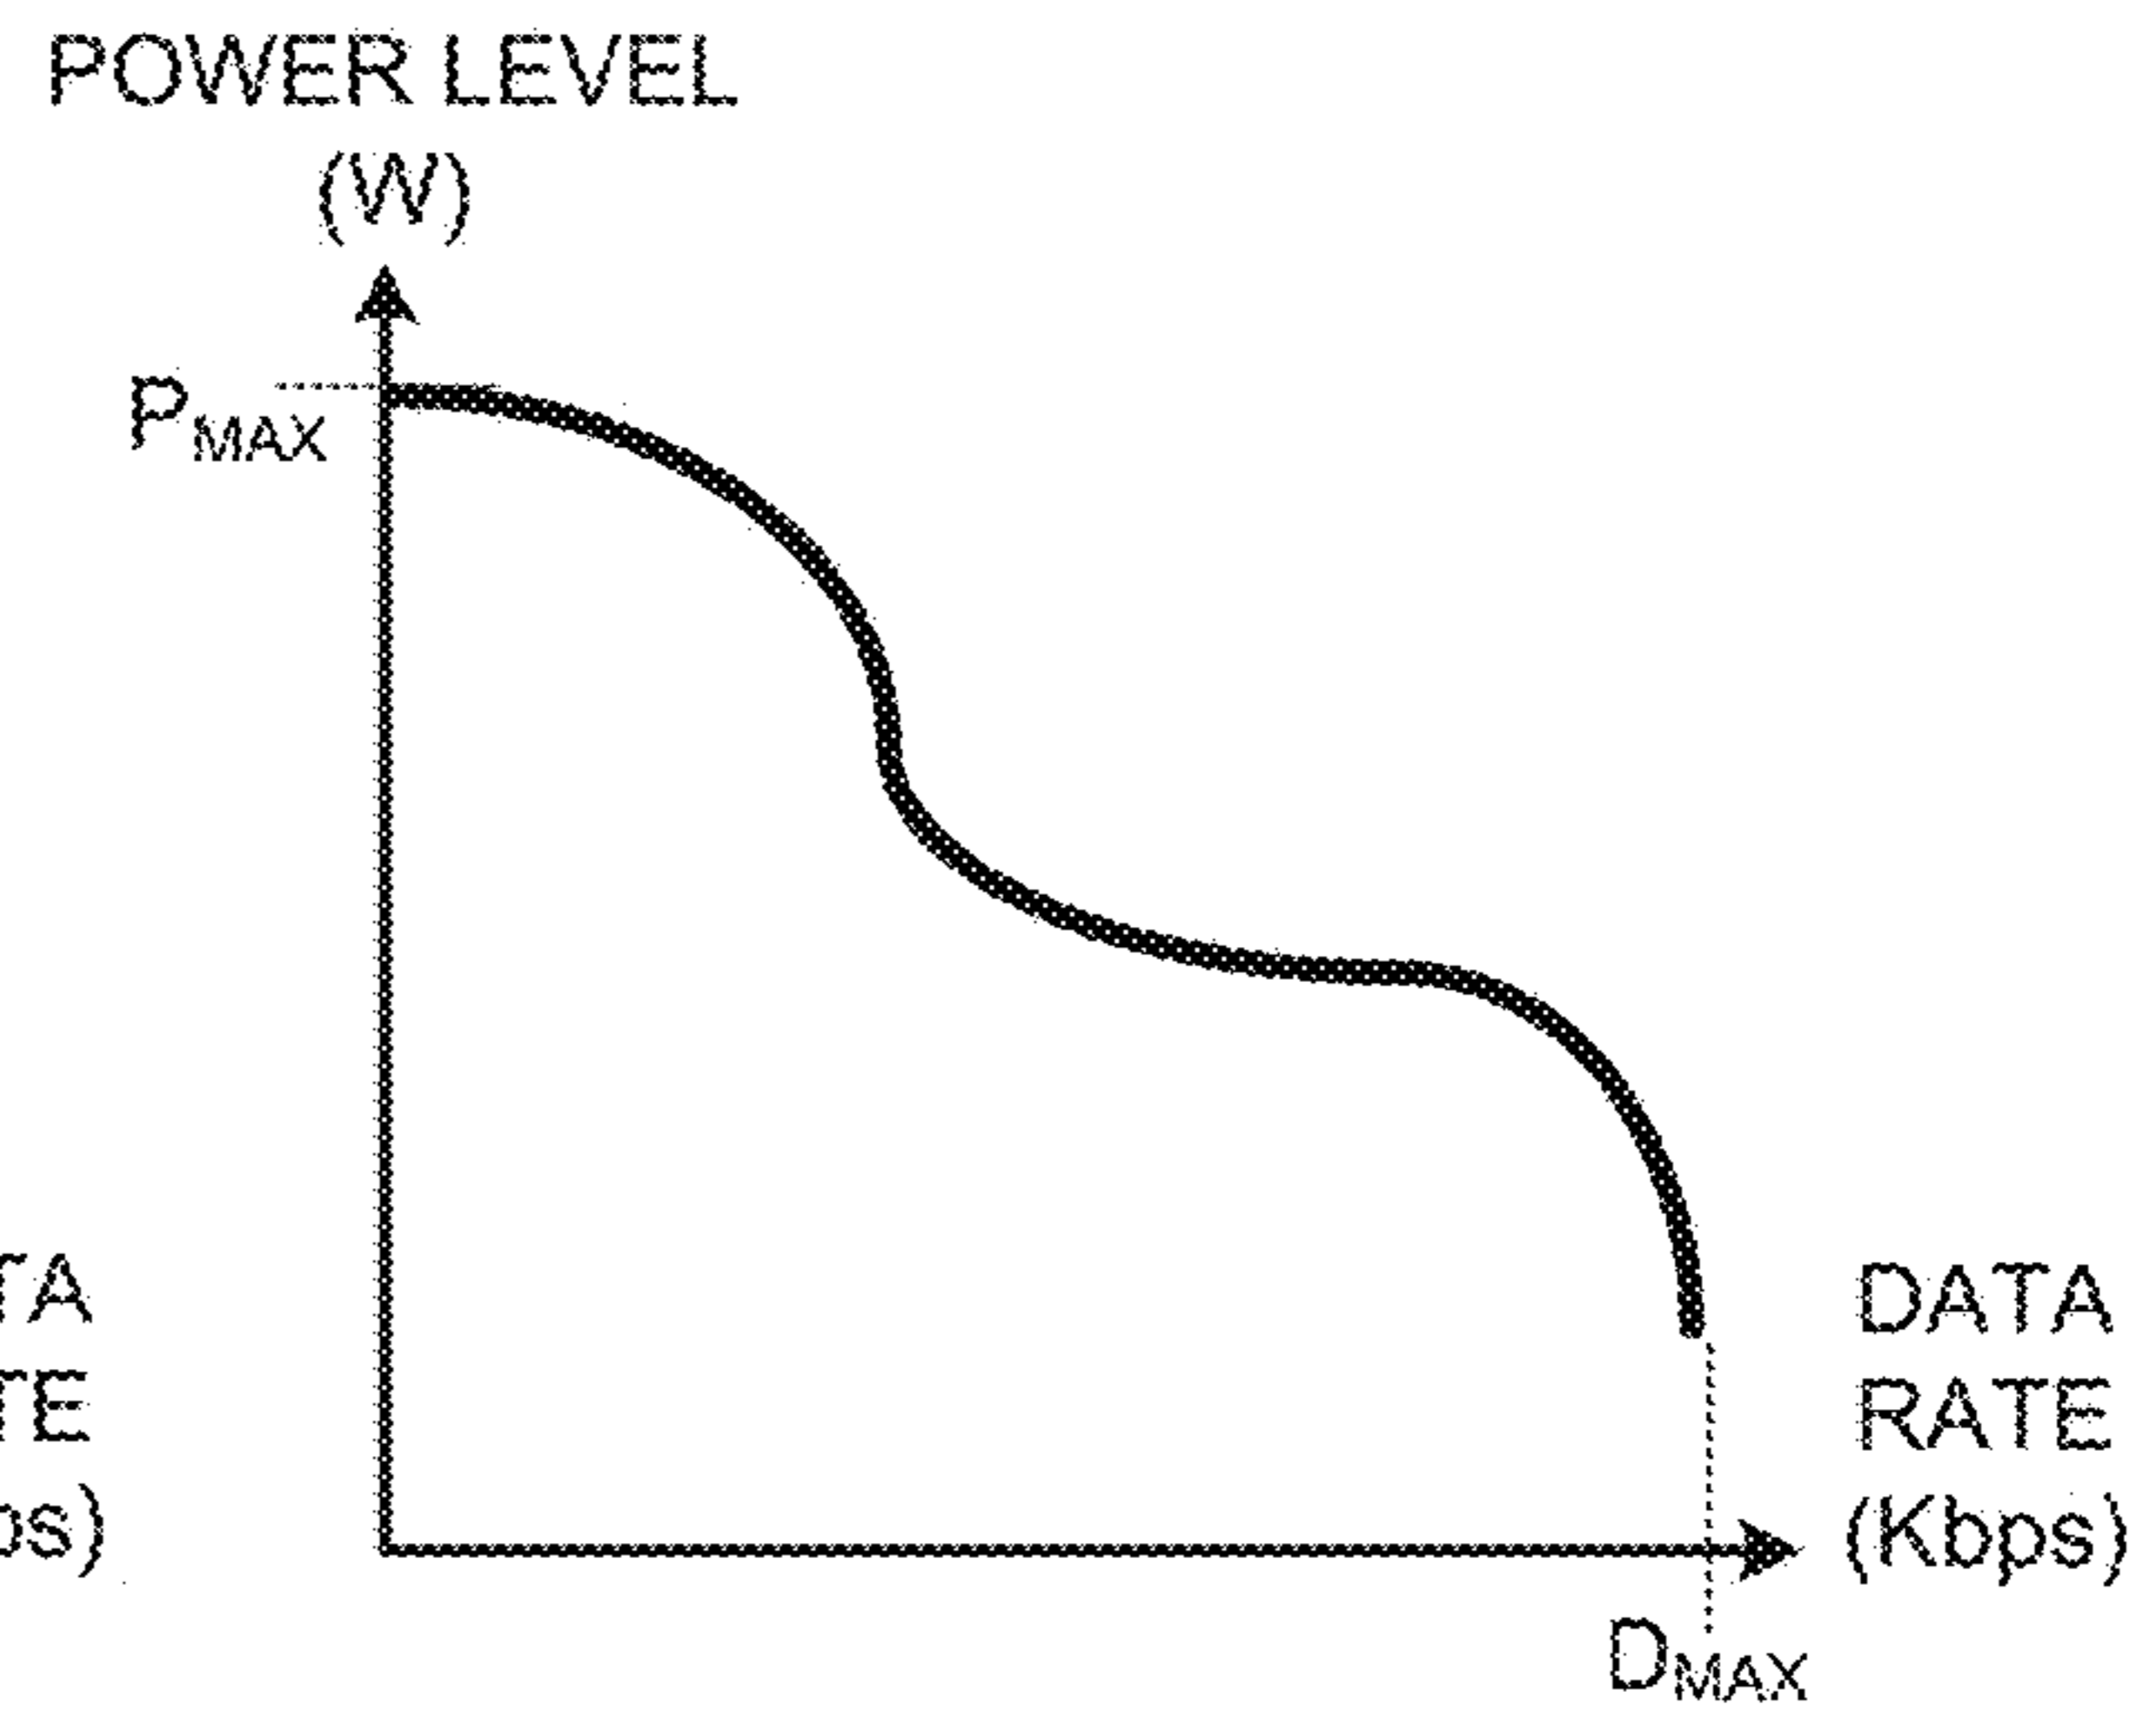 POWER LEVEL
(W)
PMAX
DATA
RATE
(Kbps)
DMAX